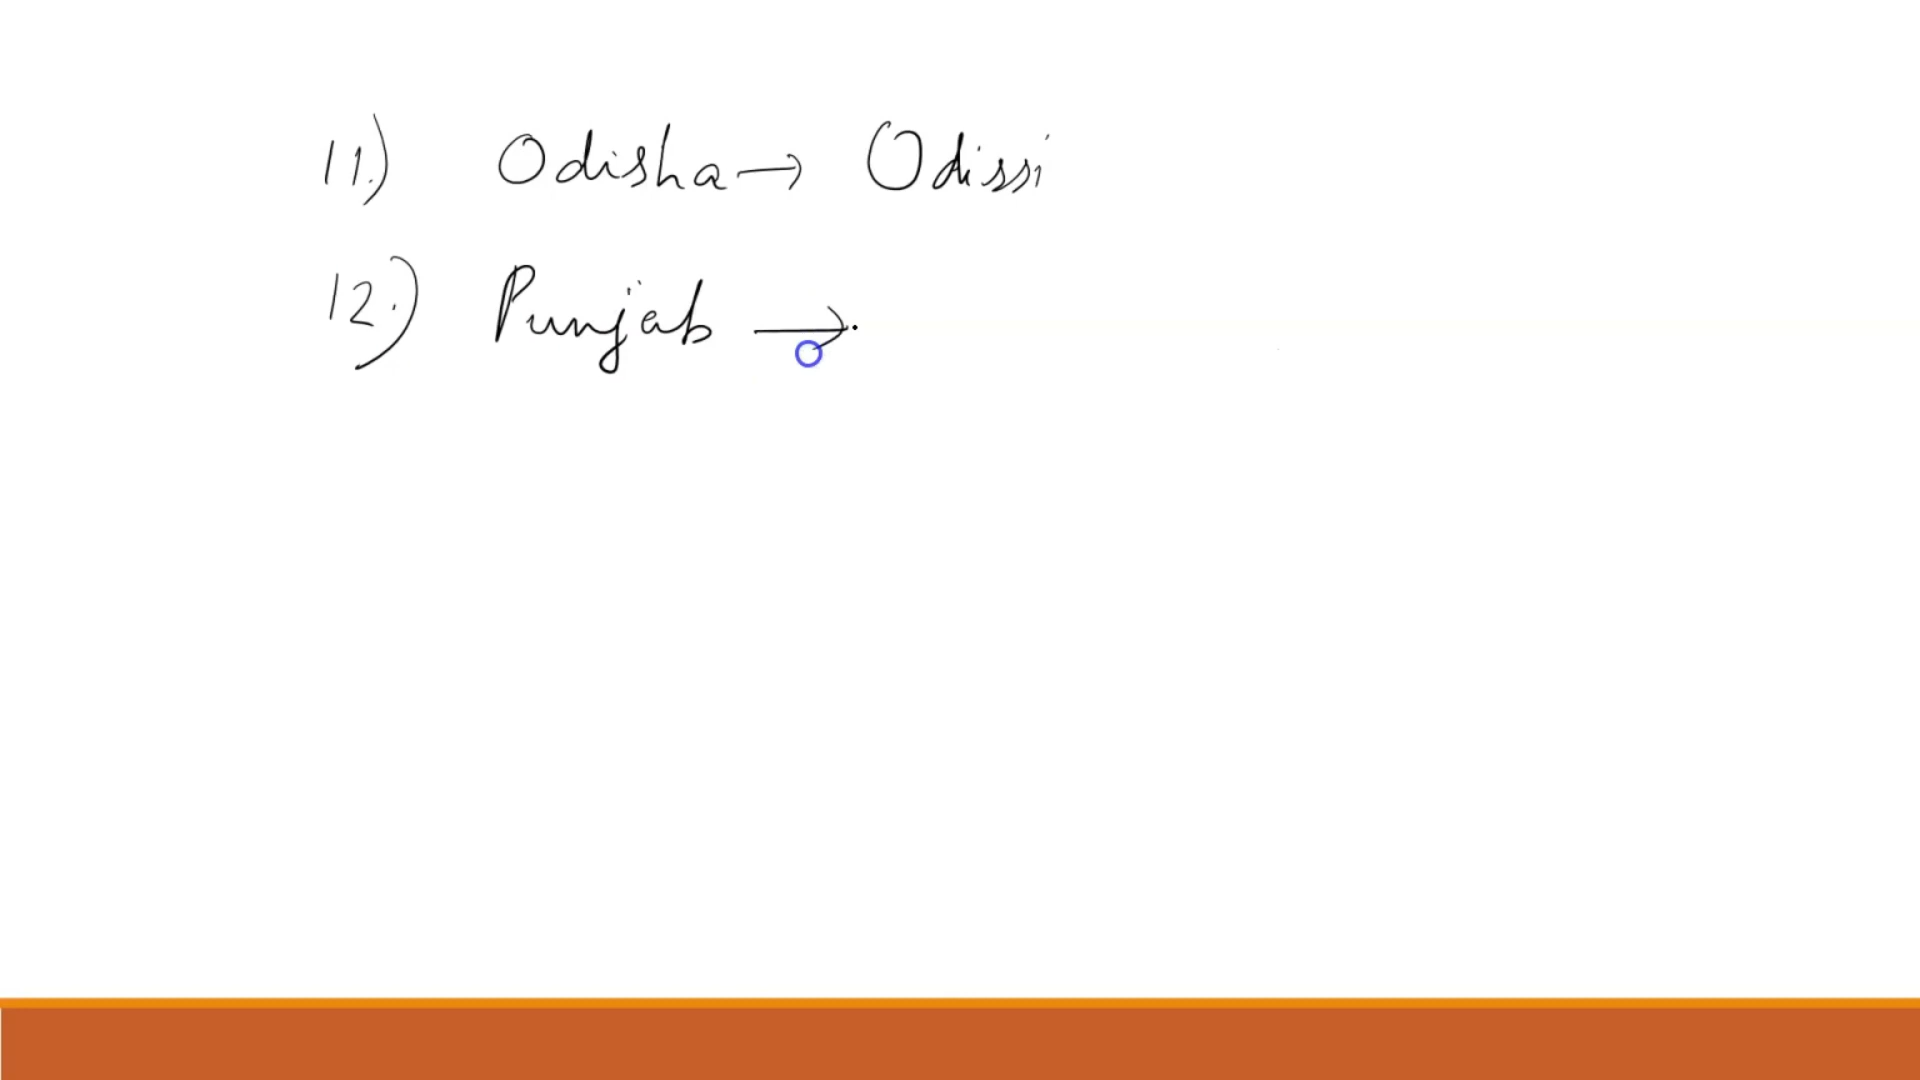 11.) Odisha → Odissi
12.) Punjab →